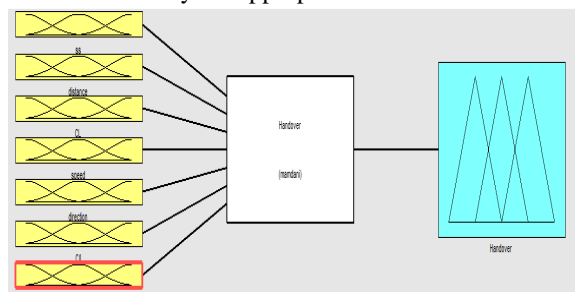 ss
distance
CL
speed
direction
Handover
(mamdani)
Handover